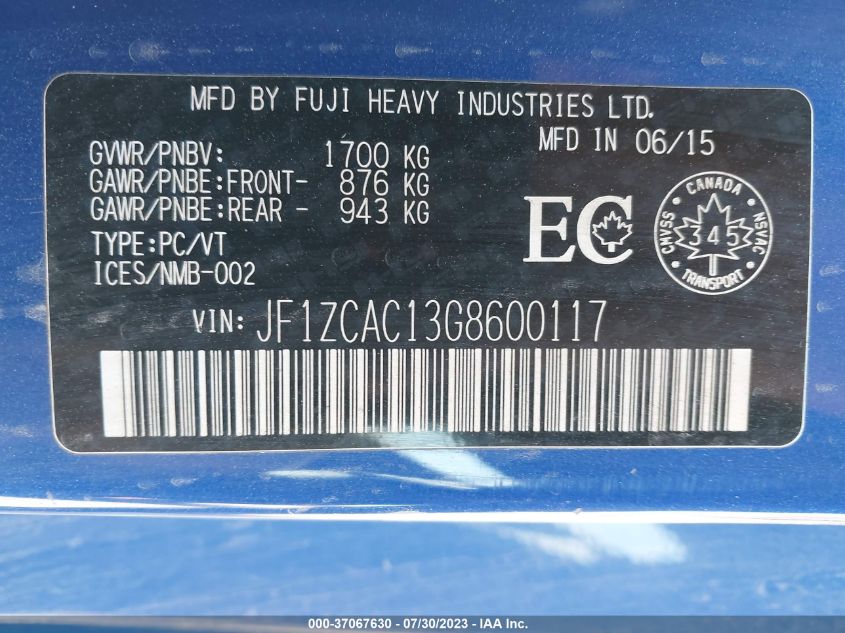 MFD BY FUJI HEAVY INDUSTRIES LTD.
MFD IN 06/15
GVWR/PNBV: 1700 KG
GAWR/PNBE:FRONT- 876 KG
GAWR/PNBE:REAR - 943 KG
TYPE:PC/VT
ICES/NMB-002
EC
CANADA
CMVSS 345 NSVAC
TRANSPORT
VIN: JF1ZCAC13G8600117
000-37067630 - 07/30/2023 - IAA Inc.